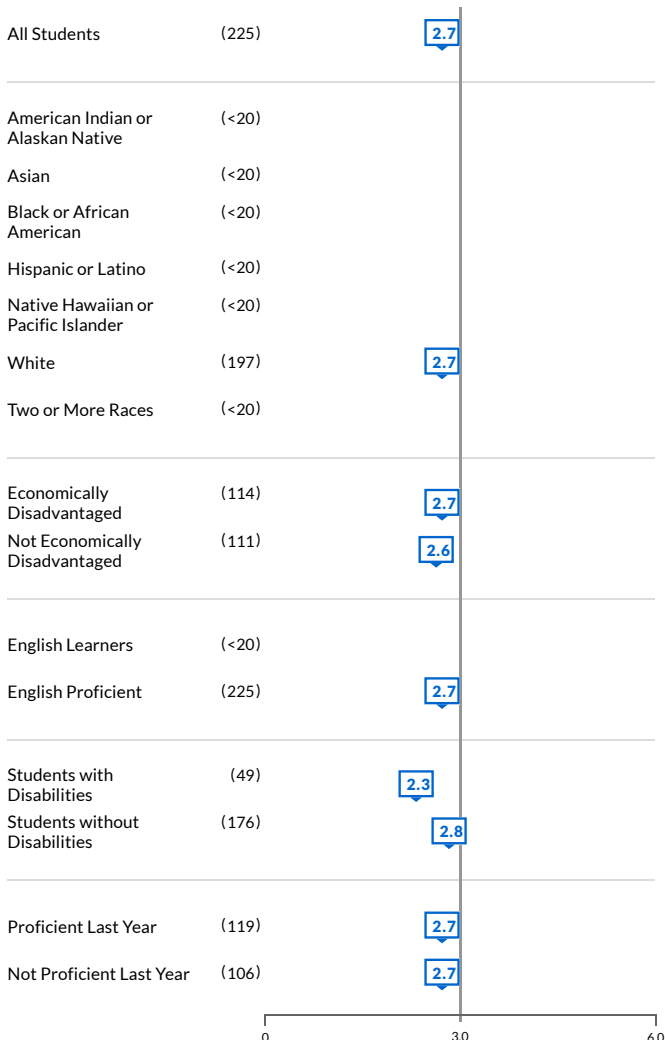 All Students (225) 2.7
American Indian or (<20)
Alaskan Native
Asian (<20)
Black or African (<20)
American
Hispanic or Latino (<20)
Native Hawaiian or (<20)
Pacific Islander
White (197) 2.7
Two or More Races (<20)
Economically (114) 2.7
Disadvantaged
Not Economically (111) 2.6
Disadvantaged
English Learners (<20)
English Proficient (225) 2.7
Students with (49) 2.3
Disabilities
Students without (176) 2.8
Disabilities
Proficient Last Year (119) 2.7
Not Proficient Last Year (106) 2.7
0 3.0 6.0